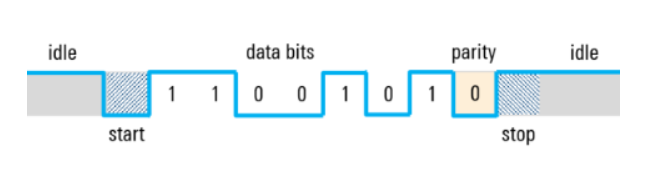 idle data bits parity idle
1 1 0 0 1 0 1 0
start stop